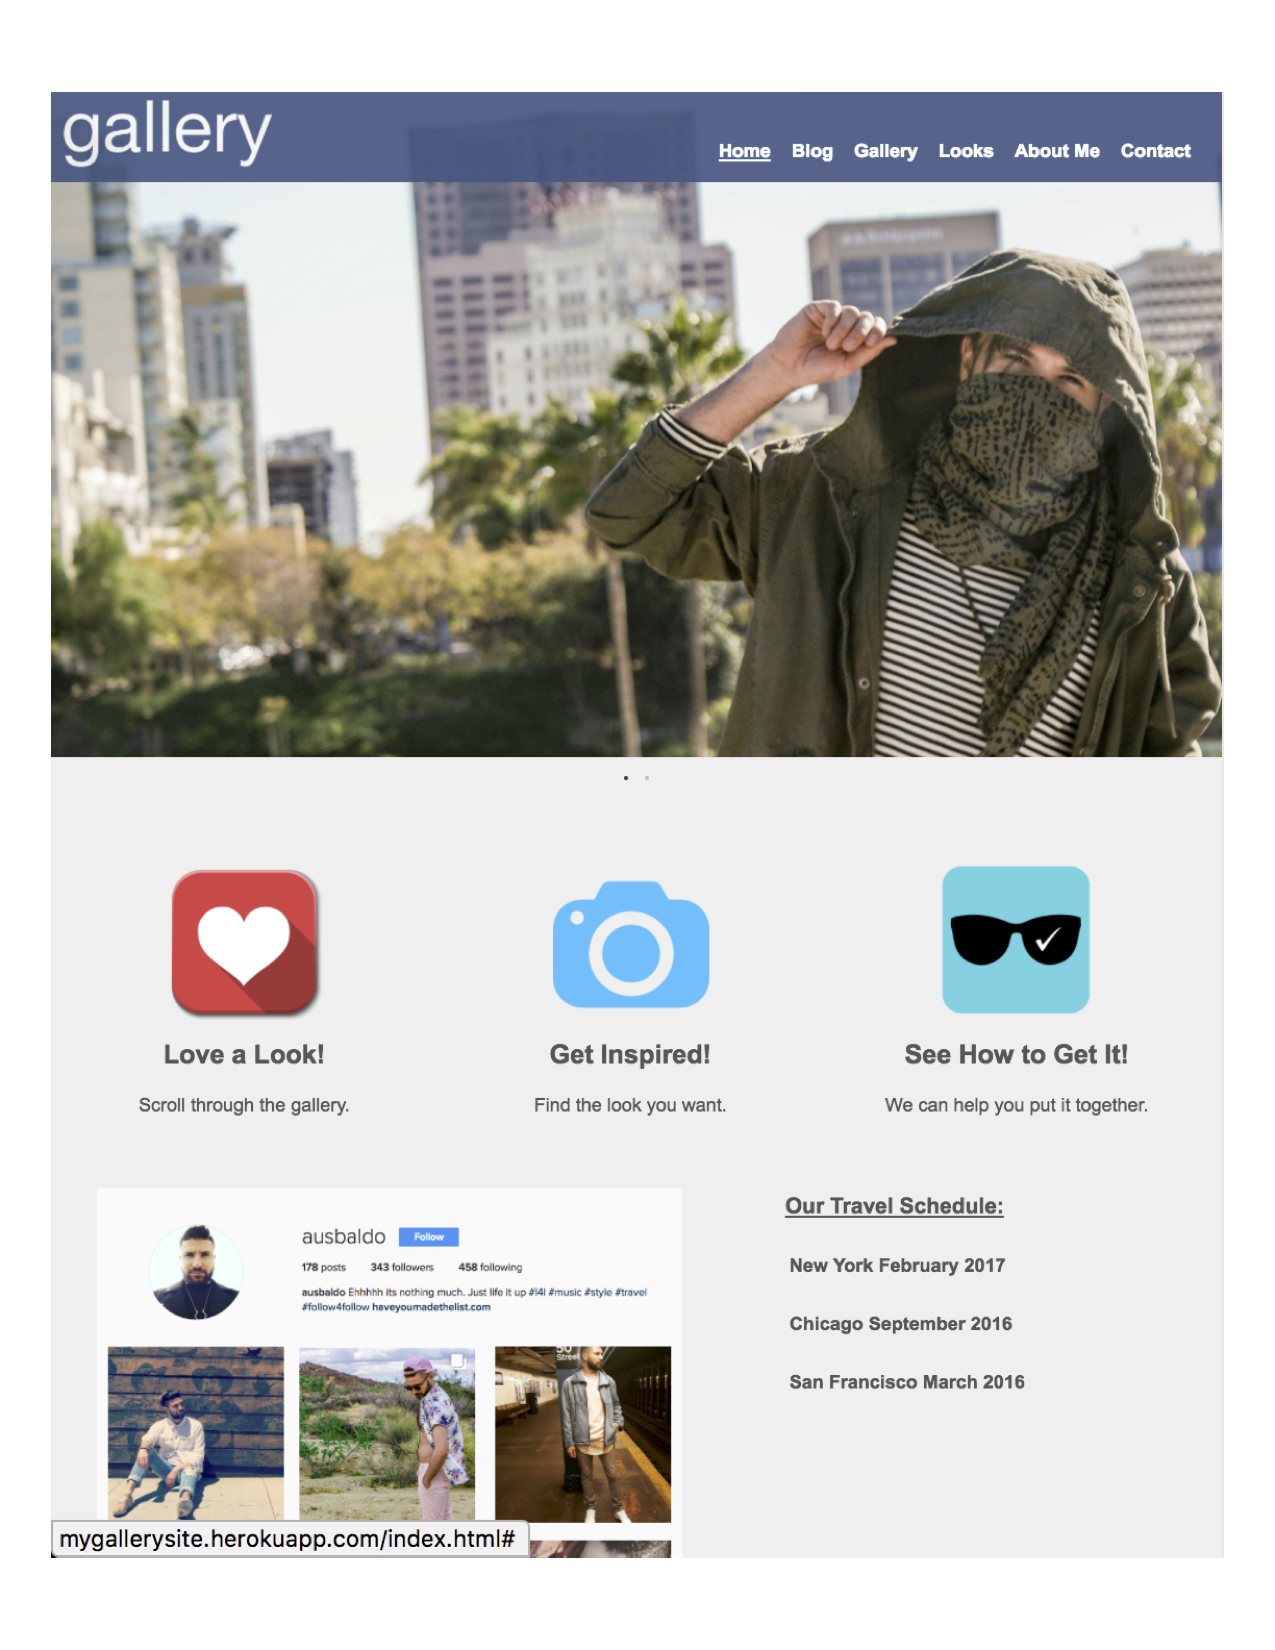 gallery
Home Blog Gallery Looks About Me Contact
Love a Look!
Get Inspired!
See How to Get It!
Scroll through the gallery.
Find the look you want.
We can help you put it together.
ausbaldo Follow
178 posts 343 followers 458 following
ausbaldo Ehhhhh its nothing much. Just life it up #l4l #music #style #travel
#follow4follow haveyoumadethelist.com
50
Street
Our Travel Schedule:
New York February 2017
Chicago September 2016
San Francisco March 2016
mygallerysite.herokuapp.com/index.html#